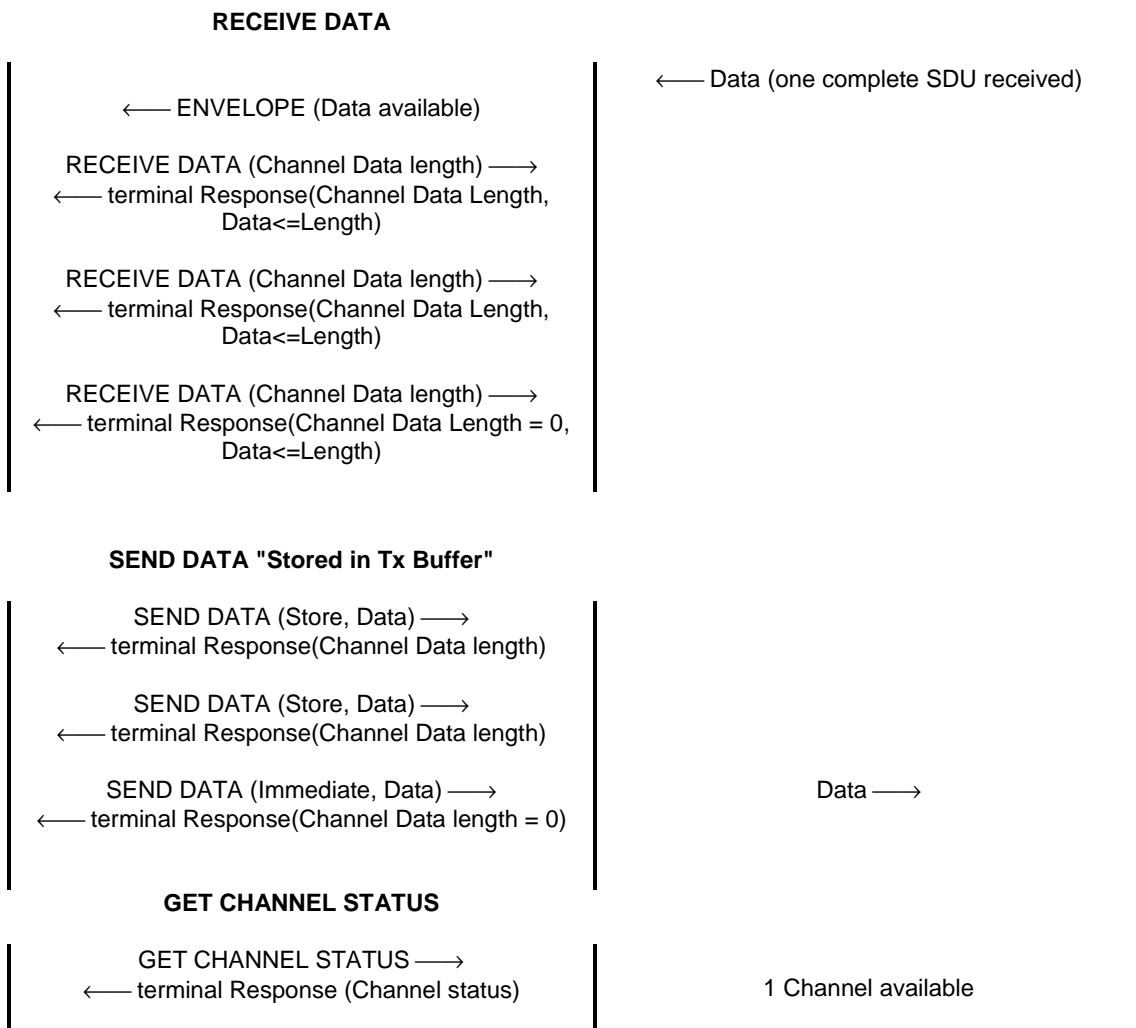 RECEIVE DATA
←── Data (one complete SDU received)
←── ENVELOPE (Data available)
RECEIVE DATA (Channel Data length) ──→
←── terminal Response(Channel Data Length,
Data<=Length)
RECEIVE DATA (Channel Data length) ──→
←── terminal Response(Channel Data Length,
Data<=Length)
RECEIVE DATA (Channel Data length) ──→
←── terminal Response(Channel Data Length = 0,
Data<=Length)
SEND DATA "Stored in Tx Buffer"
SEND DATA (Store, Data) ──→
←── terminal Response(Channel Data length)
SEND DATA (Store, Data) ──→
←── terminal Response(Channel Data length)
SEND DATA (Immediate, Data) ──→
Data ──→
←── terminal Response(Channel Data length = 0)
GET CHANNEL STATUS
GET CHANNEL STATUS ──→
←── terminal Response (Channel status)
1 Channel available